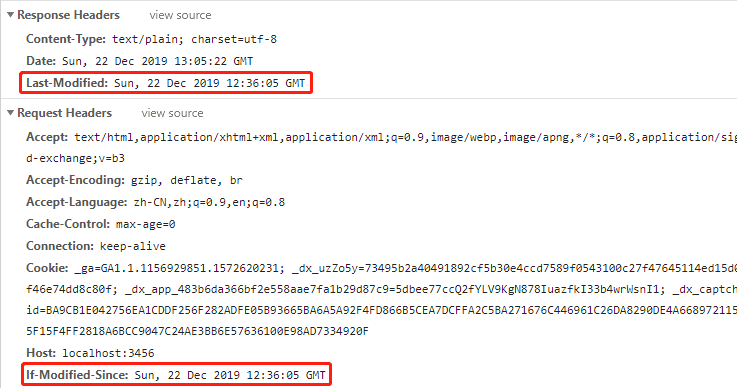 Response Headers view source
Content-Type: text/plain; charset=utf-8
Date: Sun, 22 Dec 2019 13:05:22 GMT
Last-Modified: Sun, 22 Dec 2019 12:36:05 GMT
Request Headers view source
Accept: text/html,application/xhtml+xml,application/xml;q=0.9,image/webp,image/apng,*/*;q=0.8,application/sig
d-exchange;v=b3
Accept-Encoding: gzip, deflate, br
Accept-Language: zh-CN,zh;q=0.9,en;q=0.8
Cache-Control: max-age=0
Connection: keep-alive
Cookie: _ga=GA1.1.1156929851.1572620231; _dx_uzZo5y=73495b2a40491892cf5b30e4ccd7589f0543100c27f47645114ed15d0
f46e74dd8c80f; _dx_app_483b6da366bf2e558aae7fa1b29d87c9=5dbee77ccQ2fYLV9KgN878IuazfkI33b4wrWsnI1; _dx_captch
id=BA9CB1E042756EA1CDDF256F282ADFE05B93665BA6A5A92F4FD866B5CEA7DCFFA2C5BA271676C446961C26DA8290DE4A668972115
5F15F4FF2818A6BCC9047C24AE3BB6E57636100E98AD7334920F
Host: localhost:3456
If-Modified-Since: Sun, 22 Dec 2019 12:36:05 GMT